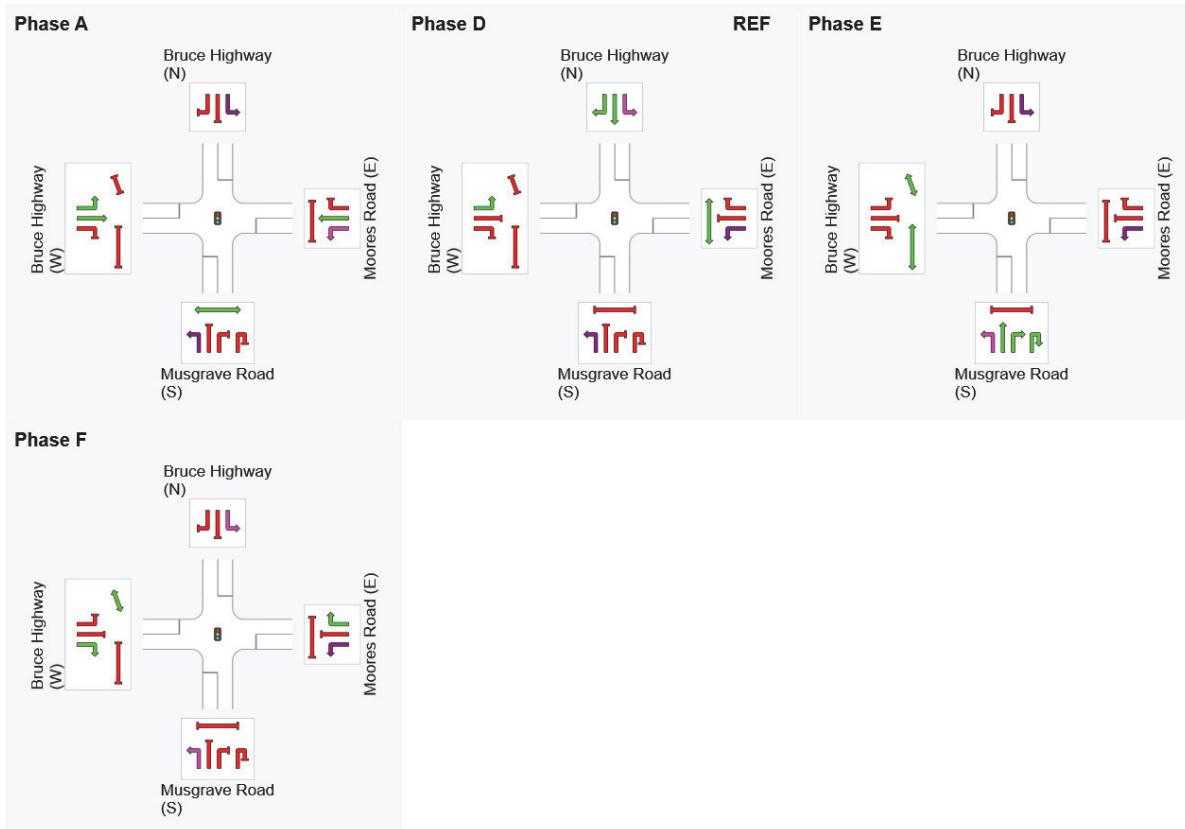 Phase A
Bruce Highway
(N)
Bruce Highway
(W)
Moores Road (E)
Musgrave Road
(S)
Phase D
REF
Bruce Highway
(N)
Bruce Highway
(W)
Moores Road (E)
Musgrave Road
(S)
Phase E
Bruce Highway
(N)
Bruce Highway
(W)
Moores Road (E)
Musgrave Road
(S)
Phase F
Bruce Highway
(N)
Bruce Highway
(W)
Moores Road (E)
Musgrave Road
(S)